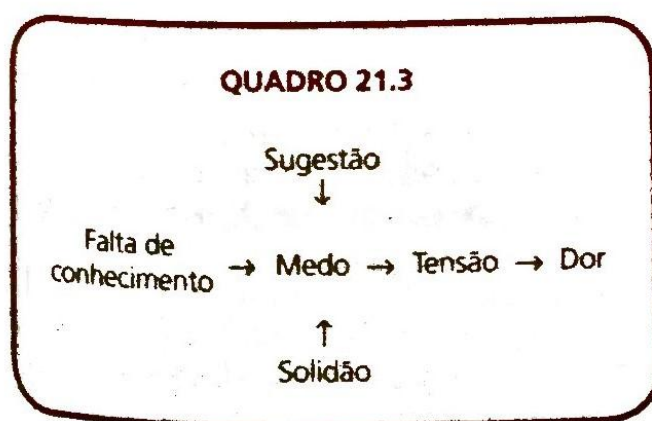 QUADRO 21.3
Sugestão
↓
Falta de
conhecimento → Medo → Tensão → Dor
↑
Solidão